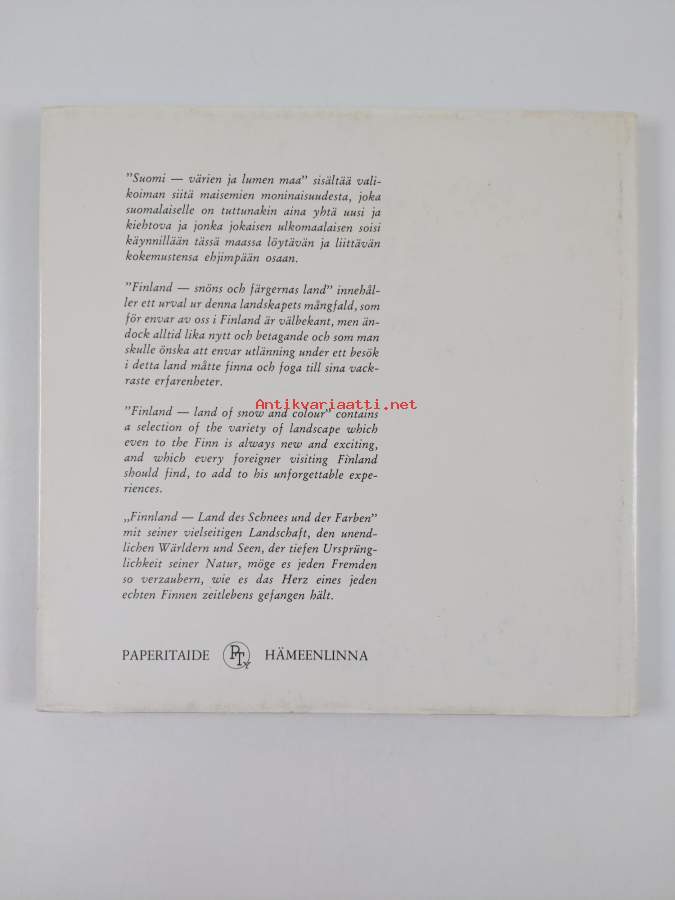 "Suomi — värien ja lumen maa" sisältää vali-
koiman siitä maisemien moninaisuudesta, joka
suomalaiselle on tuttunakin aina yhtä uusi ja
kiehtova ja jonka jokaisen ulkomaalaisen soisi
käynnillään tässä maassa löytävän ja liittävän
kokemustensa ehjimpään osaan.
"Finland — snöns och färgernas land" innehål-
ler ett urval ur denna landskapets mångfald, som
för envar av oss i Finland är välbekant, men än-
dock alltid lika nytt och betagande och som man
skulle önska att envar utlänning under ett besök
i detta land måtte finna och foga till sina vack-
raste erfarenheter.
Antikvariaatti.net
"Finland — land of snow and colour" contains
a selection of the variety of landscape which
even to the Finn is always new and exciting,
and which every foreigner visiting Finland
should find, to add to his unforgettable expe-
riences.
„Finnland — Land des Schnees und der Farben"
mit seiner vielseitigen Landschaft, den unend-
lichen Wärldern und Seen, der tiefen Ursprüng-
lichkeit seiner Natur, möge es jeden Fremden
so verzaubern, wie es das Herz eines jeden
echten Finnen zeitlebens gefangen hält.
PAPERITAIDE PT HÄMEENLINNA